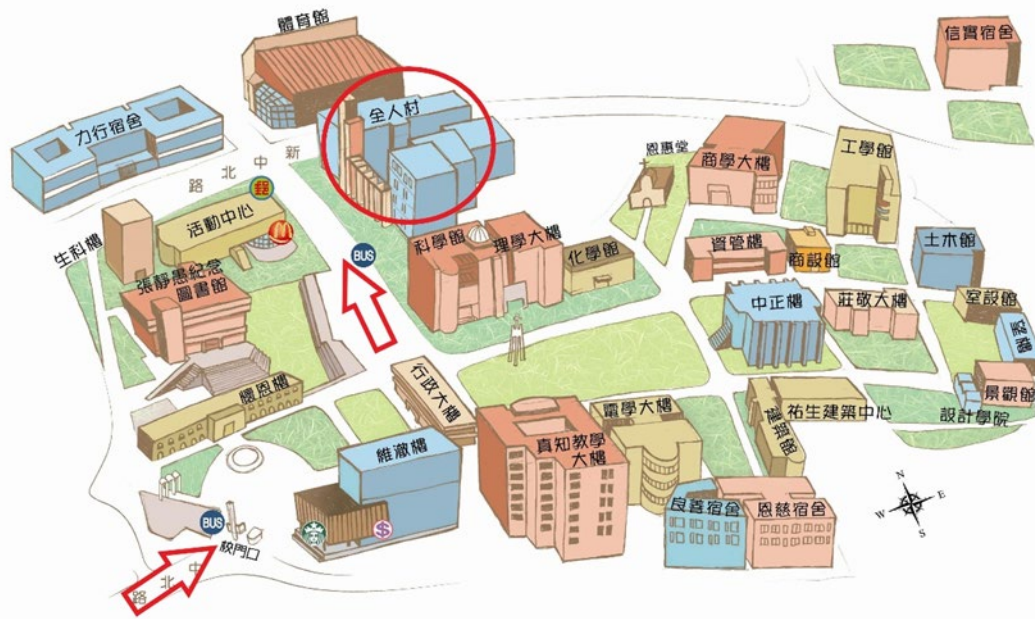 體育館
信實宿舍
全人村
力行宿舍
新
中
北
路
郵
恩惠堂
商學大樓
工學館
生科樓
活動中心
BUS
科學館
理學大樓
化學館
資管樓
商設館
土木館
張靜愚紀念
圖書館
中正樓
莊敬大樓
室設館
景觀館
設計學院
行政大樓
電學大樓
祐生建築中心
建築館
維澈樓
真知教學
大樓
良善宿舍
恩慈宿舍
N
W
E
S
BUS
$
校門口
中
北
路